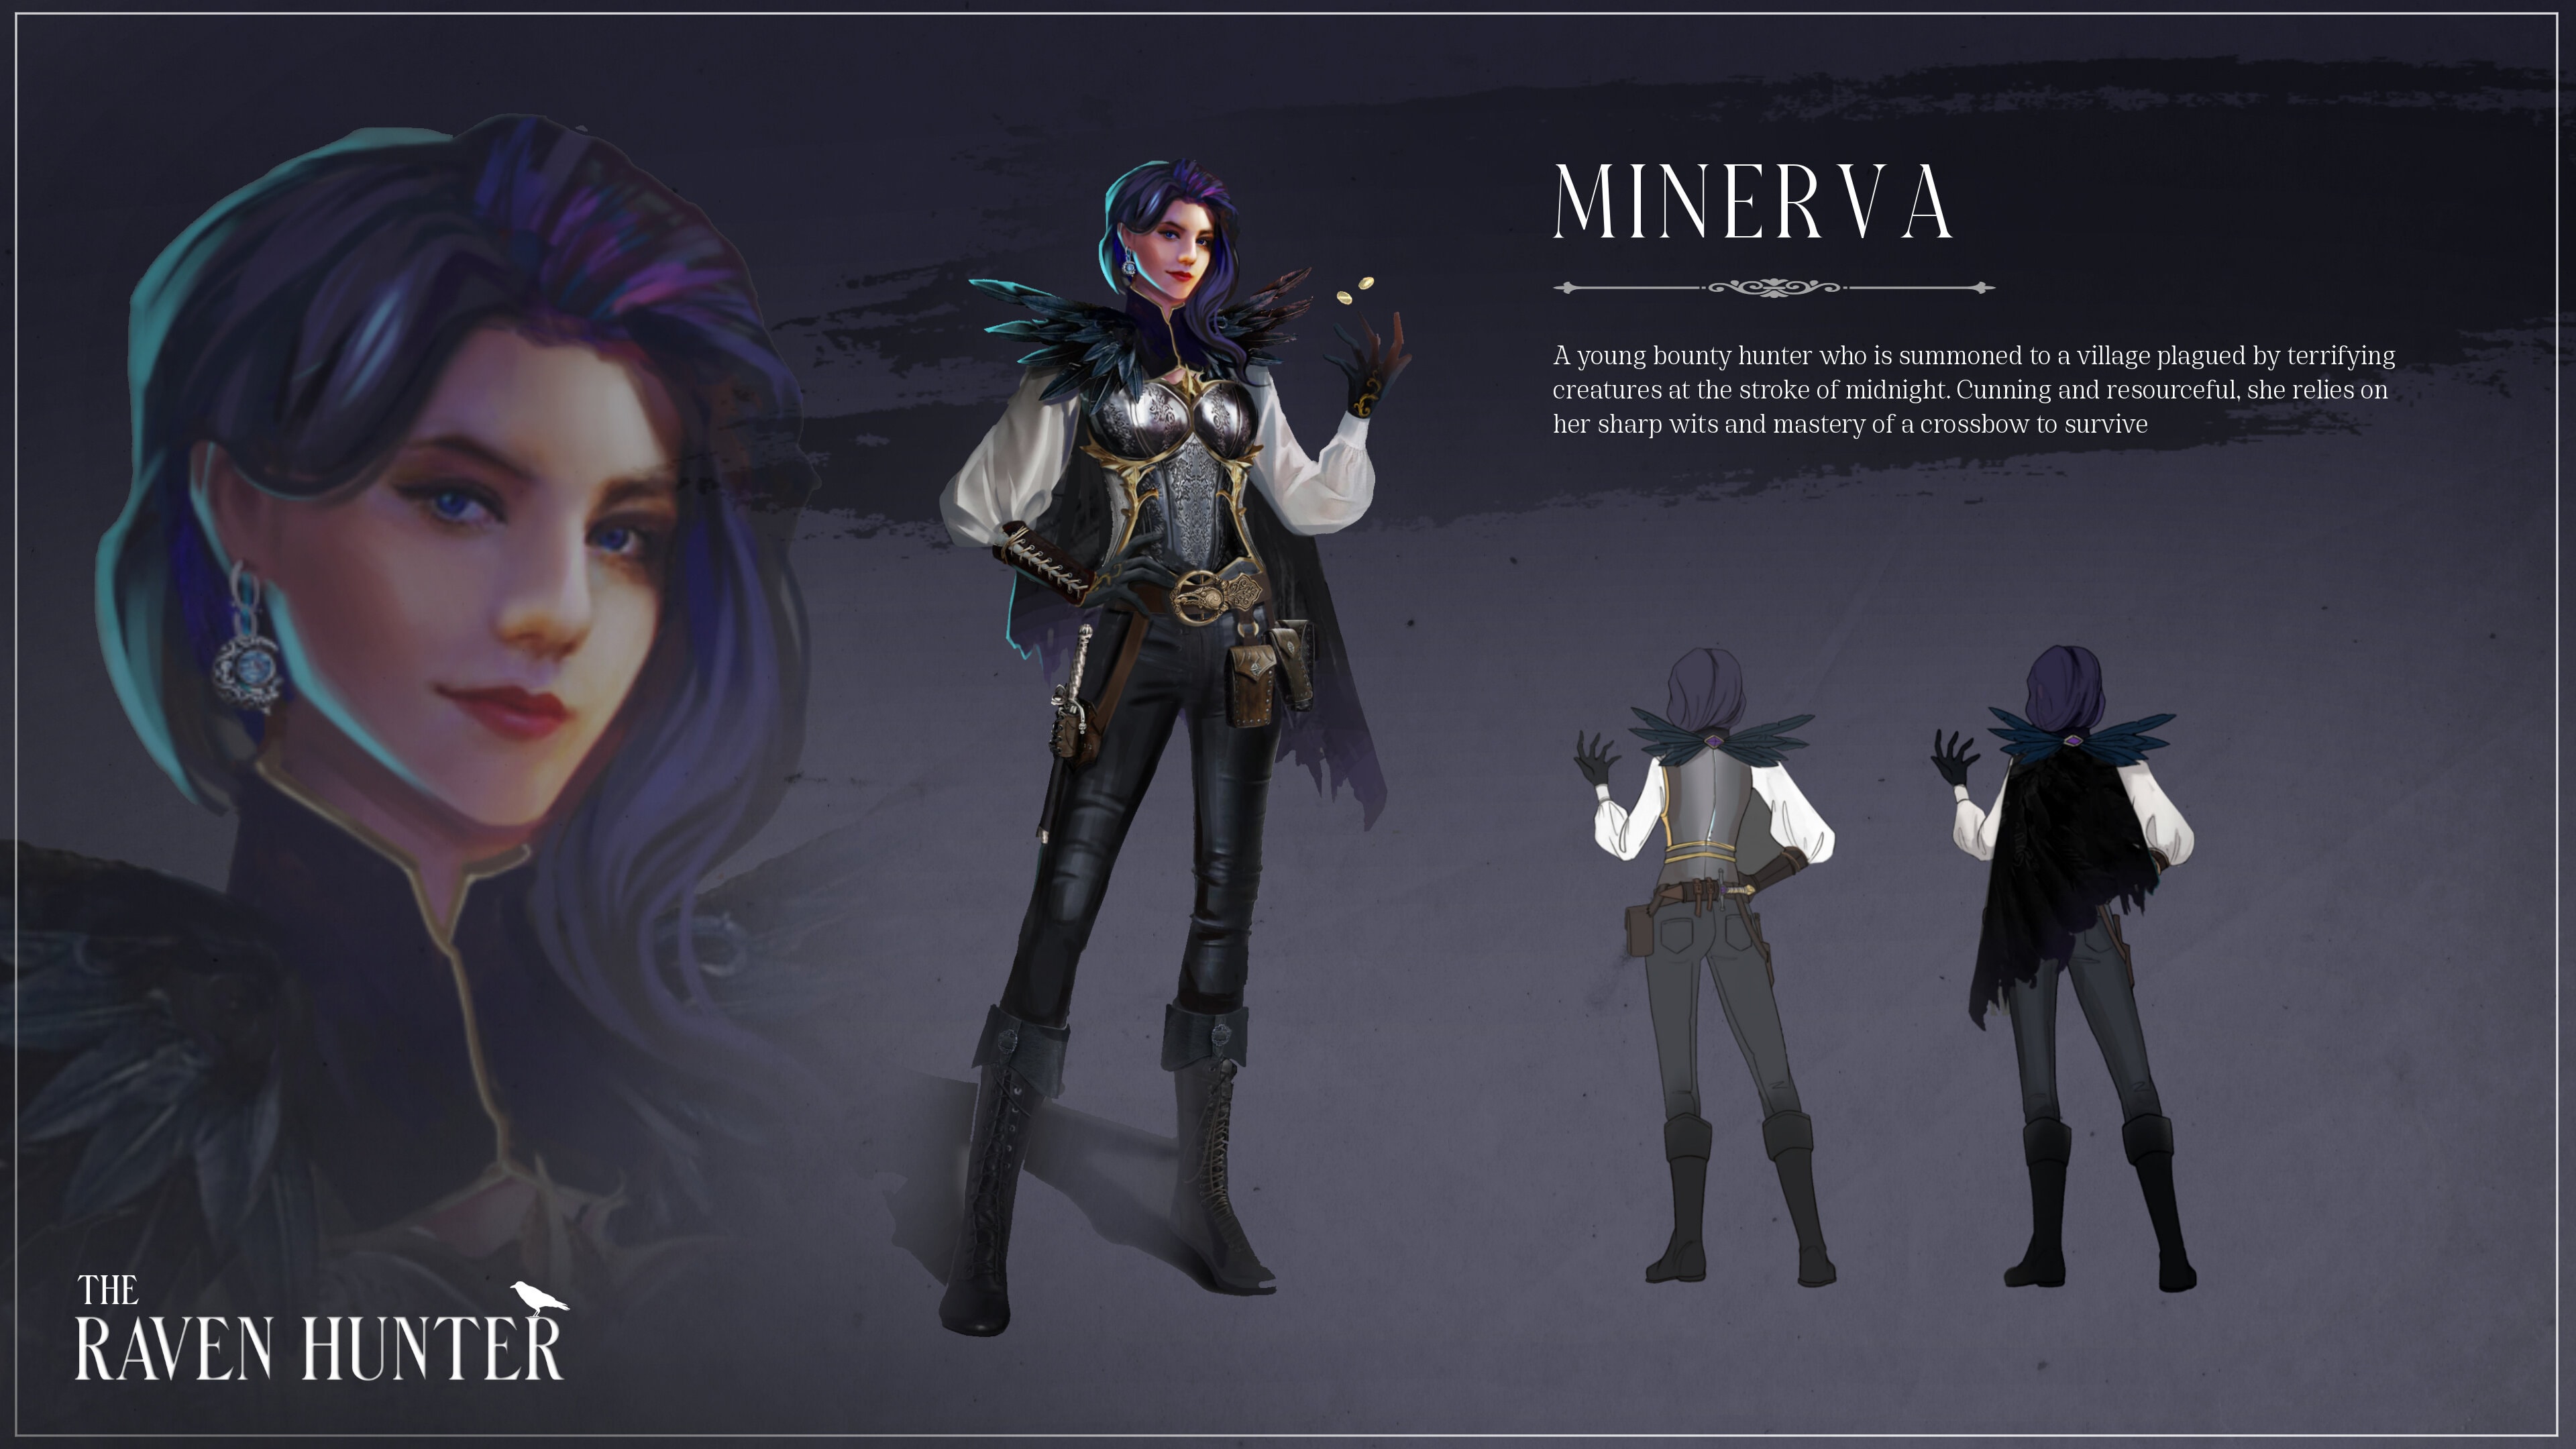 MINERVA
A young bounty hunter who is summoned to a village plagued by terrifying
creatures at the stroke of midnight. Cunning and resourceful, she relies on
her sharp wits and mastery of a crossbow to survive
THE
RAVEN HUNTER